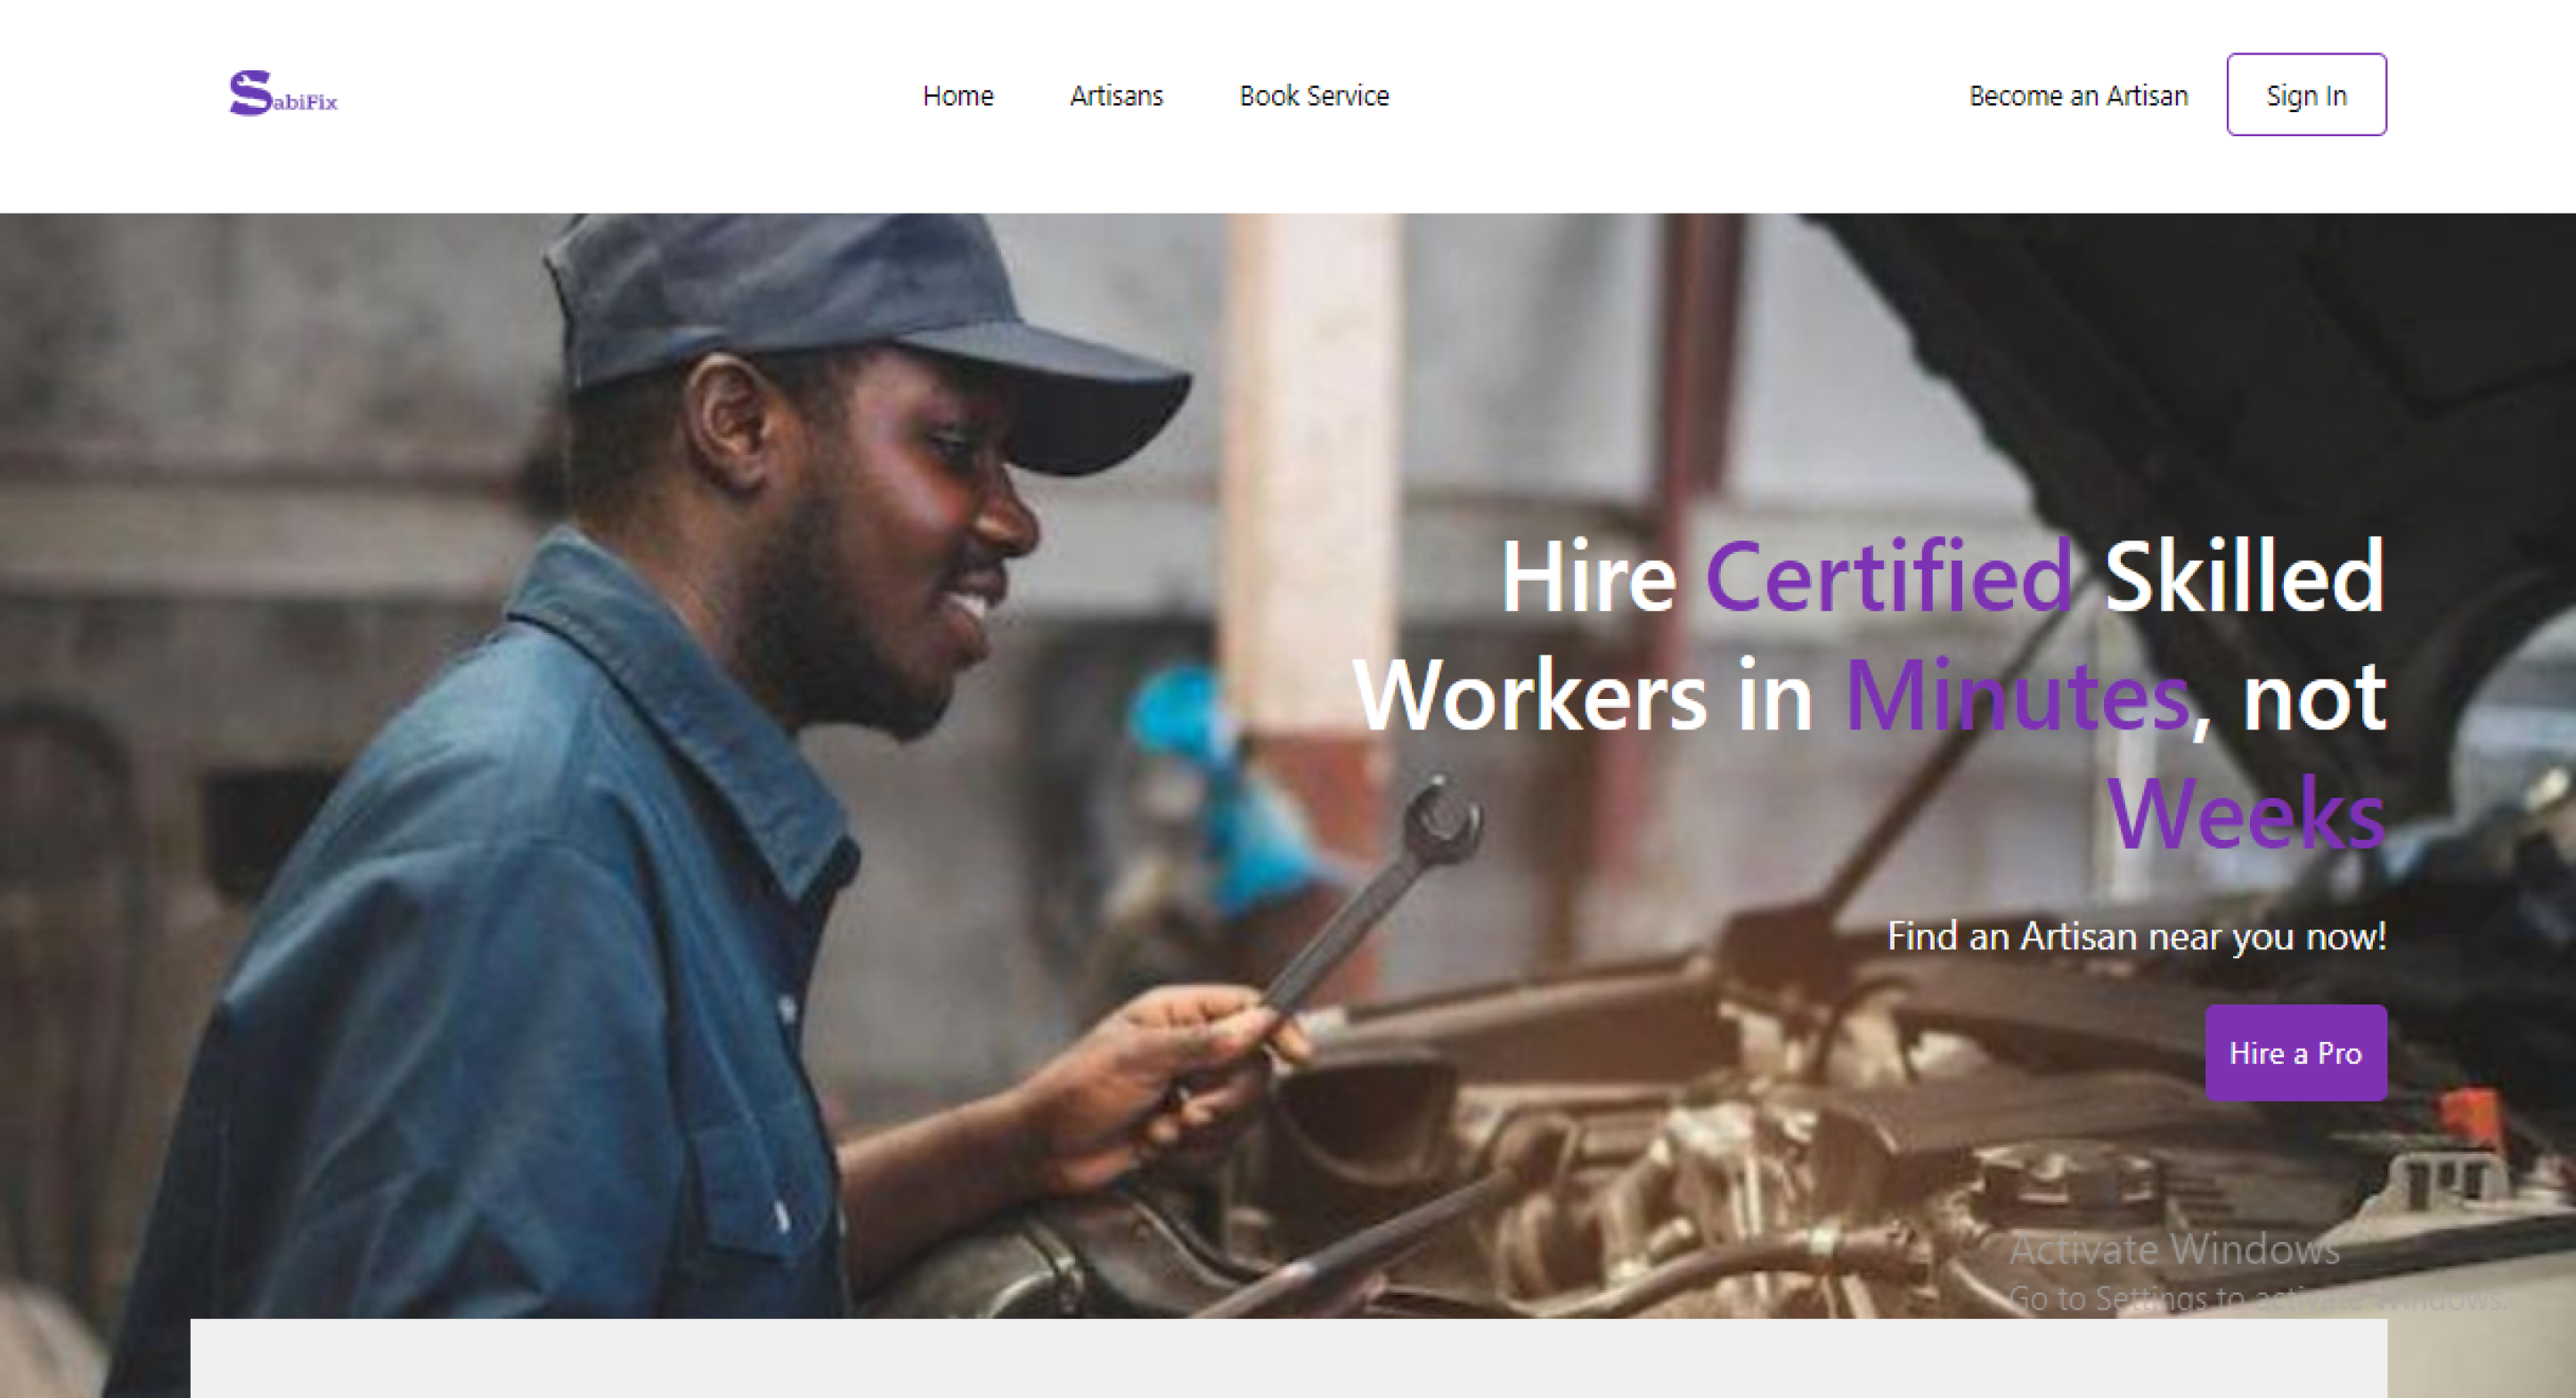 SabiFix
Home
Artisans
Book Service
Become an Artisan
Sign In
Hire Certified Skilled
Workers in Minutes, not
Weeks
Find an Artisan near you now!
Hire a Pro
Activate Windows
Go to Settings to activate Windows.